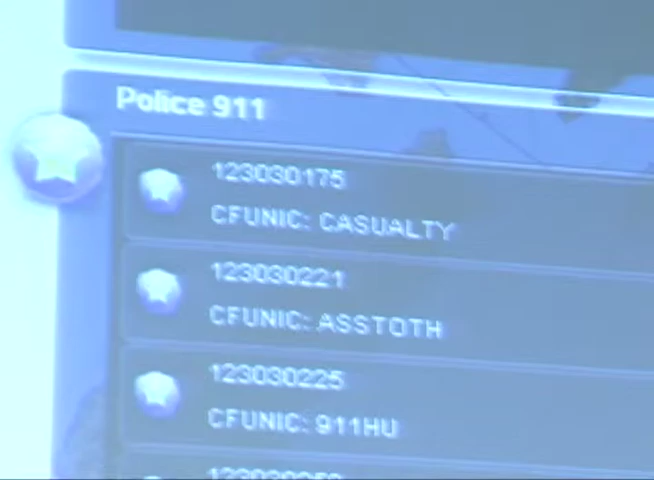 Police 911
123030175
CFUNIC: CASUALTY
123030221
CFUNIC: ASSTOTH
123030225
CFUNIC: 911HU